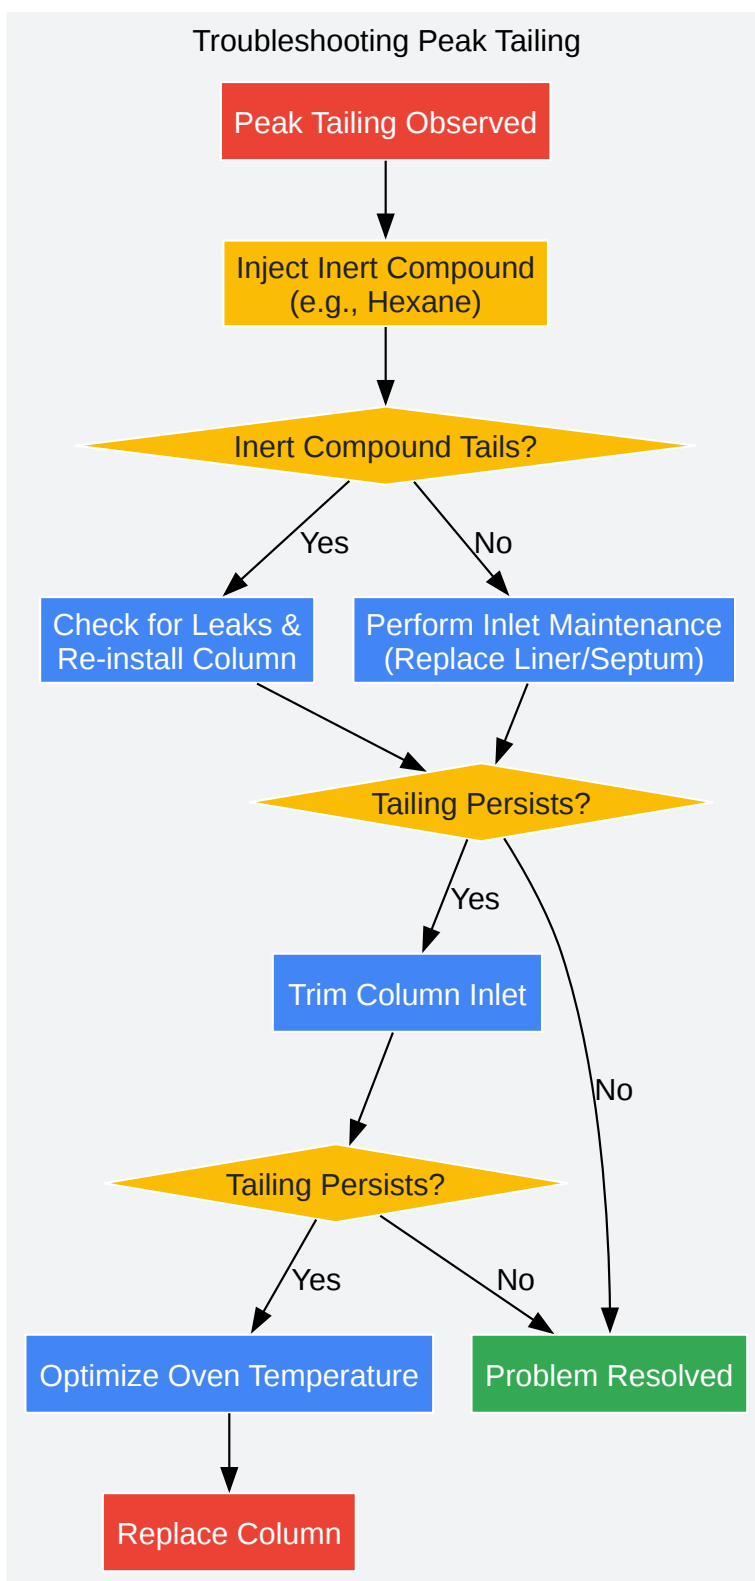 Troubleshooting Peak Tailing
Peak Tailing Observed
Inject Inert Compound
(e.g., Hexane)
Inert Compound Tails?
Yes
No
Check for Leaks &
Re-install Column
Perform Inlet Maintenance
(Replace Liner/Septum)
Tailing Persists?
Yes
Trim Column Inlet
No
Tailing Persists?
Yes
No
Optimize Oven Temperature
Problem Resolved
Replace Column